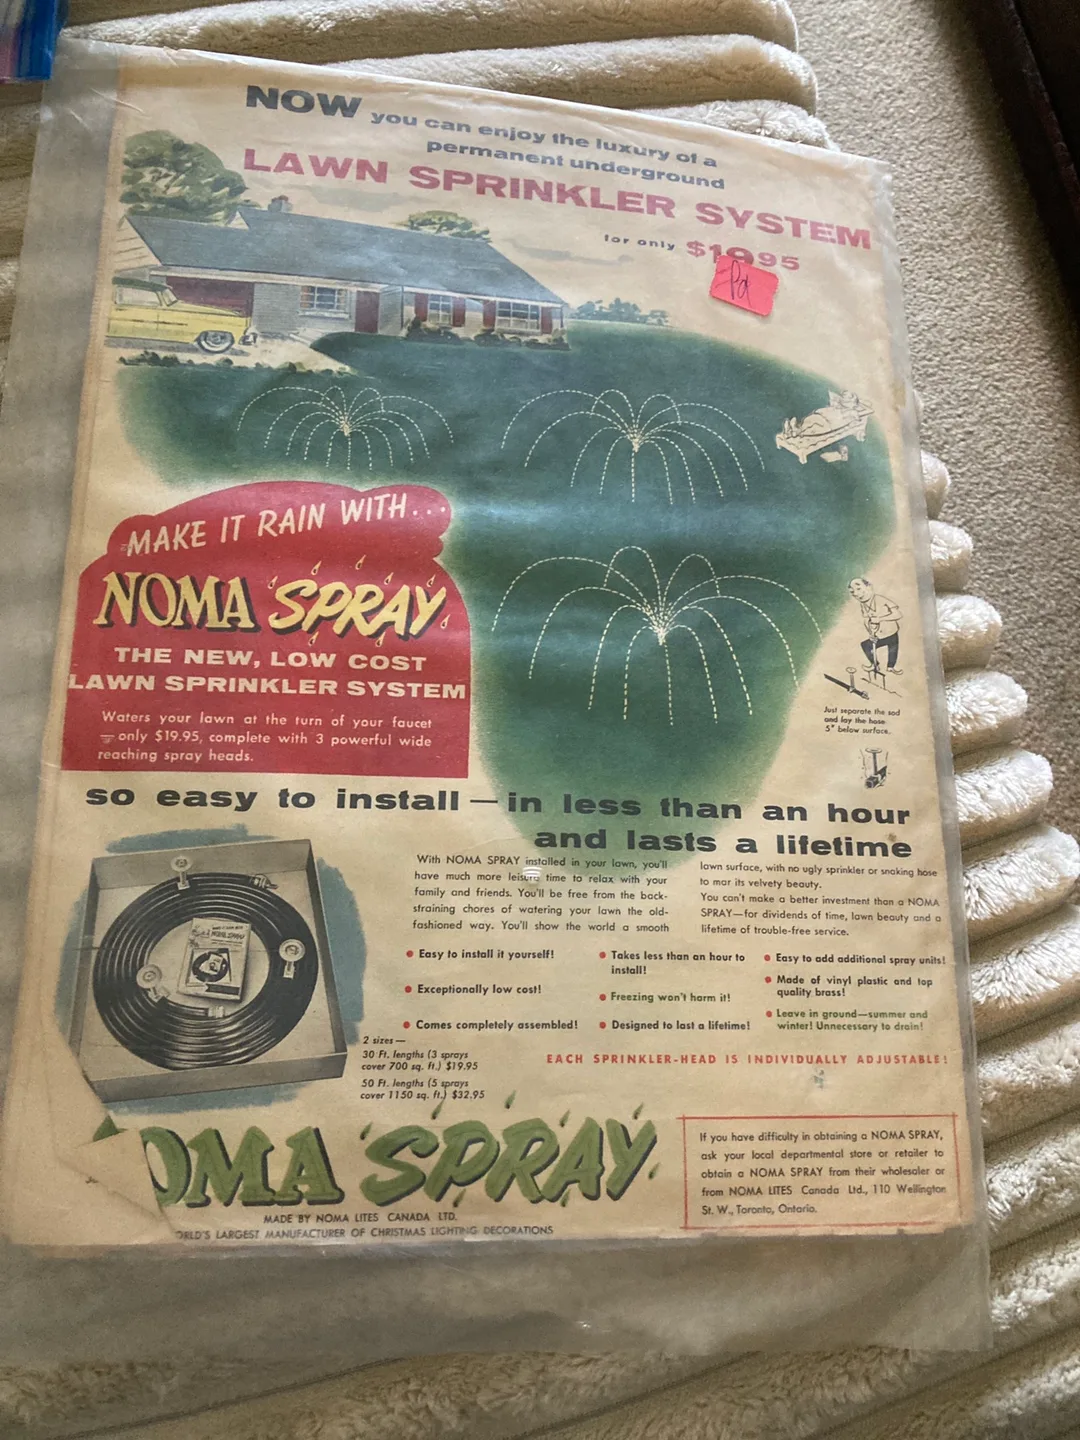 NOW you can enjoy the luxury of a
permanent underground
LAWN SPRINKLER SYSTEM
for only $19.95
Pd
MAKE IT RAIN WITH...
NOMA SPRAY
THE NEW, LOW COST
LAWN SPRINKLER SYSTEM
Waters your lawn at the turn of your faucet
— only $19.95, complete with 3 powerful wide
reaching spray heads.
Just separate the sod
and lay the hose
5" below surface.
so easy to install — in less than an hour
and lasts a lifetime
With NOMA SPRAY installed in your lawn, you'll
have much more leisure time to relax with your
family and friends. You'll be free from the back-
straining chores of watering your lawn the old-
fashioned way. You'll show the world a smooth
lawn surface, with no ugly sprinkler or snaking hose
to mar its velvety beauty.
You can't make a better investment than a NOMA
SPRAY—for dividends of time, lawn beauty and a
lifetime of trouble-free service.
• Easy to install it yourself!
• Exceptionally low cost!
• Comes completely assembled!
• Takes less than an hour to
install!
• Freezing won't harm it!
• Designed to last a lifetime!
• Easy to add additional spray units!
• Made of vinyl plastic and top
quality brass!
• Leave in ground—summer and
winter! Unnecessary to drain!
2 sizes —
30 Ft. lengths (3 sprays
cover 700 sq. ft.) $19.95
50 Ft. lengths (5 sprays
cover 1150 sq. ft.) $32.95
EACH SPRINKLER-HEAD IS INDIVIDUALLY ADJUSTABLE!
OMA SPRAY
MADE BY NOMA LITES CANADA LTD.
ORLD'S LARGEST MANUFACTURER OF CHRISTMAS LIGHTING DECORATIONS
If you have difficulty in obtaining a NOMA SPRAY,
ask your local departmental store or retailer to
obtain a NOMA SPRAY from their wholesaler or
from NOMA LITES Canada Ltd., 110 Wellington
St. W., Toronto, Ontario.